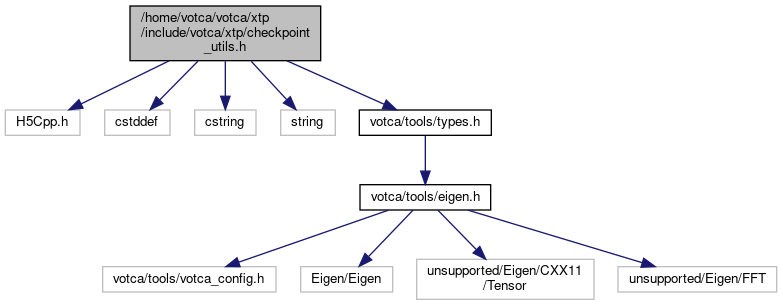 /home/votca/votca/xtp
/include/votca/xtp/checkpoint
_utils.h
H5Cpp.h
cstddef
cstring
string
votca/tools/types.h
votca/tools/eigen.h
votca/tools/votca_config.h
Eigen/Eigen
unsupported/Eigen/CXX11
/Tensor
unsupported/Eigen/FFT